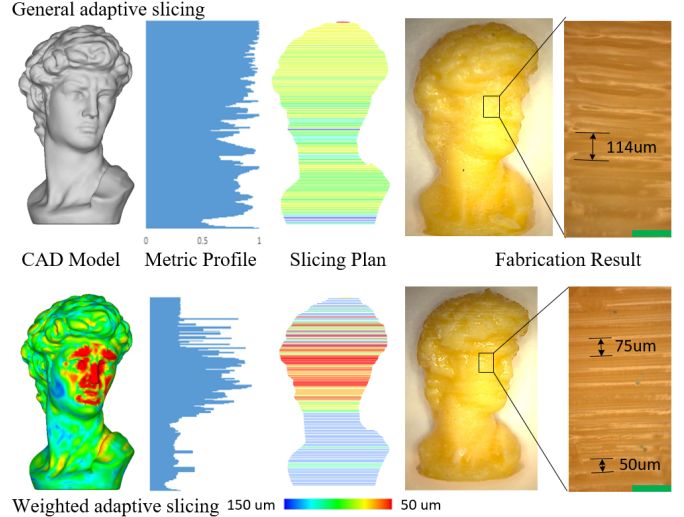 General adaptive slicing
114um
0 0.5 1
CAD Model Metric Profile Slicing Plan Fabrication Result
75um
50um
Weighted adaptive slicing 150 um 50 um